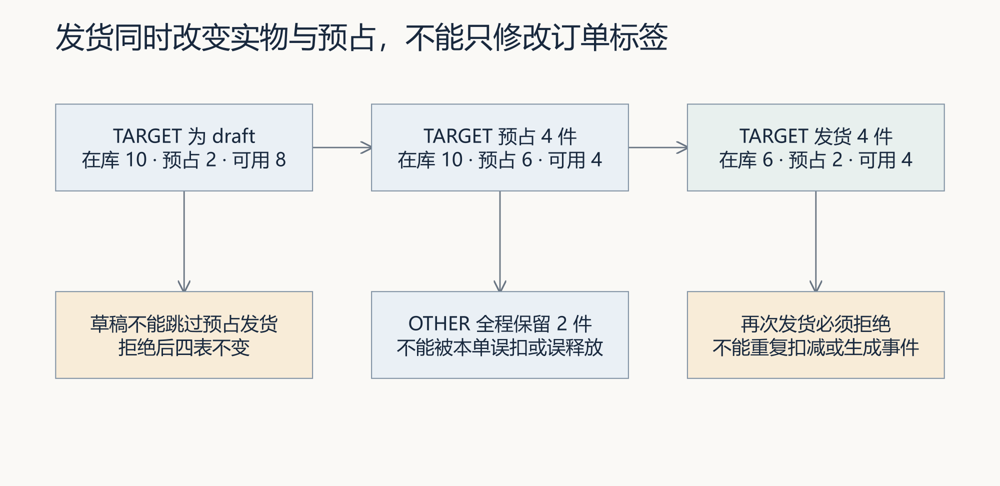 发货同时改变实物与预占，不能只修改订单标签
TARGET 为 draft
在库 10 · 预占 2 · 可用 8
TARGET 预占 4 件
在库 10 · 预占 6 · 可用 4
TARGET 发货 4 件
在库 6 · 预占 2 · 可用 4
草稿不能跳过预占发货
拒绝后四表不变
OTHER 全程保留 2 件
不能被本单误扣或误释放
再次发货必须拒绝
不能重复扣减或生成事件